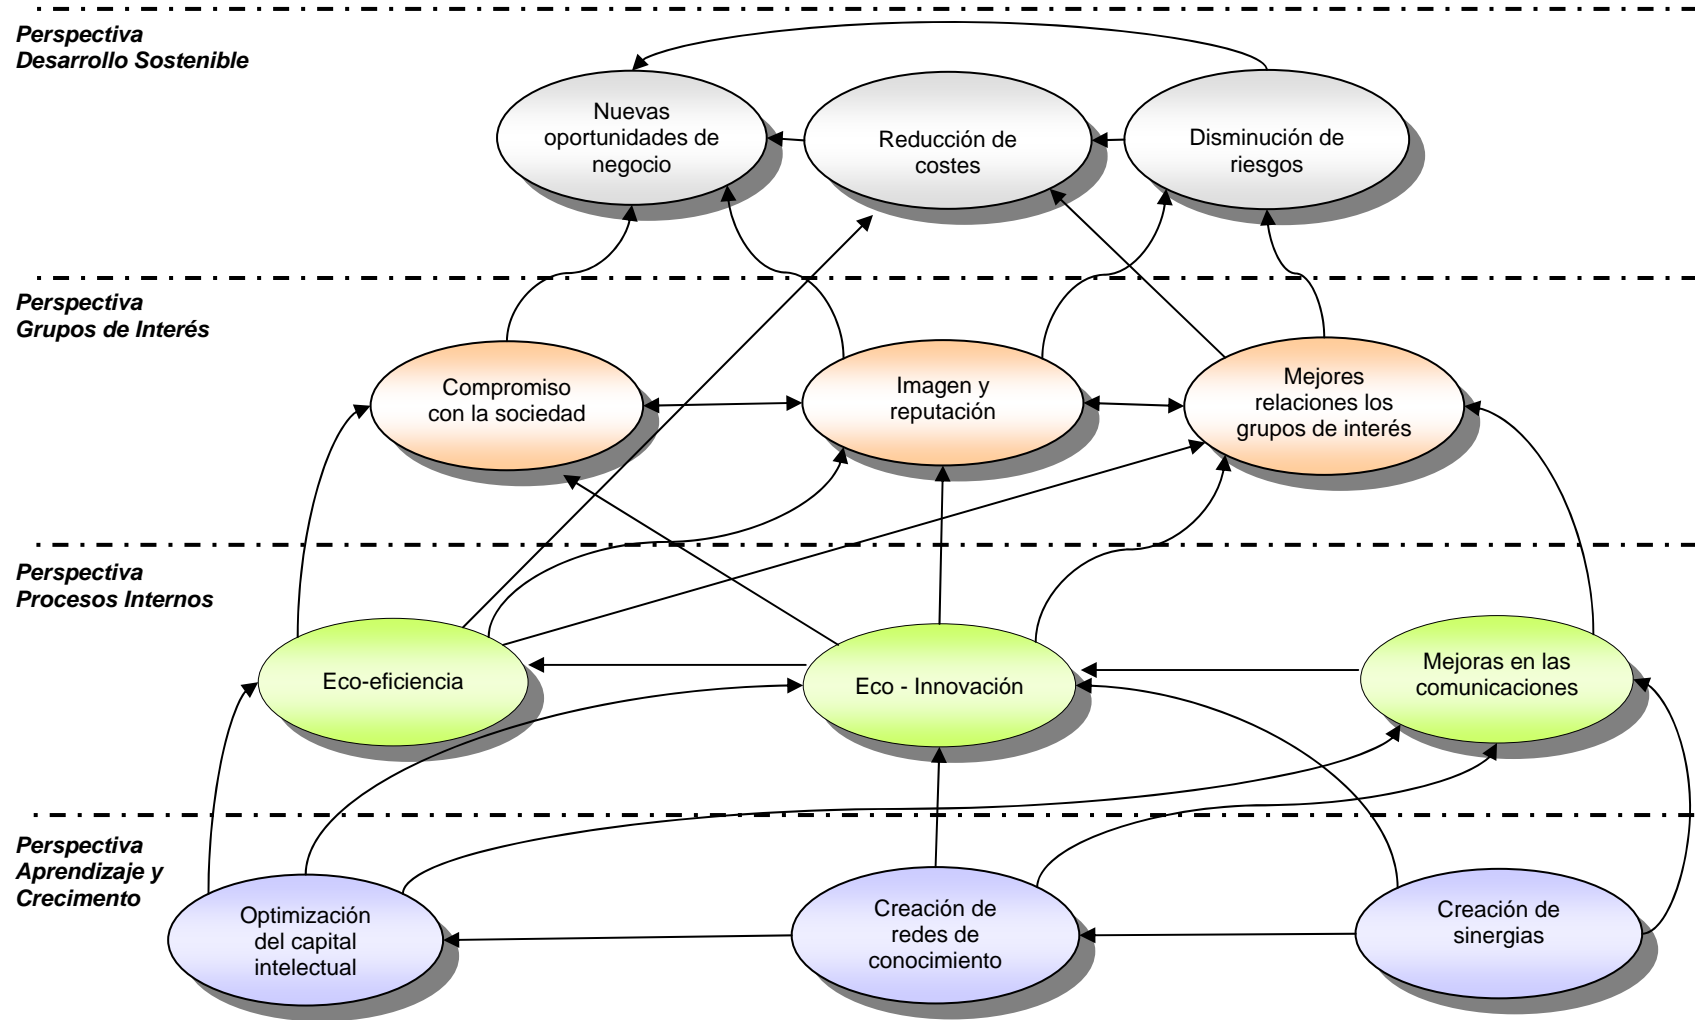 Perspectiva
Desarrollo Sostenible
Nuevas
oportunidades de
negocio
Reducción de
costes
Disminución de
riesgos
Perspectiva
Grupos de Interés
Compromiso
con la sociedad
Imagen y
reputación
Mejores
relaciones los
grupos de interés
Perspectiva
Procesos Internos
Eco-eficiencia
Eco - Innovación
Mejoras en las
comunicaciones
Perspectiva
Aprendizaje y
Crecimento
Optimización
del capital
intelectual
Creación de
redes de
conocimiento
Creación de
sinergias